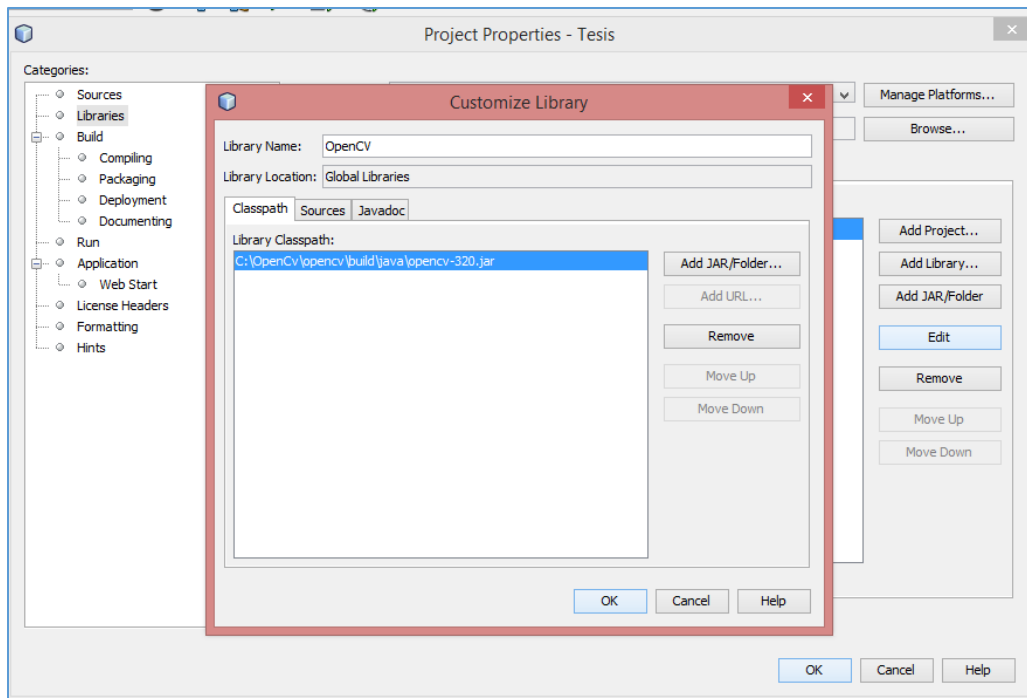 Project Properties - Tesis
Categories:
Sources
Libraries
Build
Compiling
Packaging
Deployment
Documenting
Run
Application
Web Start
License Headers
Formatting
Hints
Manage Platforms...
Browse...
Customize Library
Library Name: OpenCV
Library Location: Global Libraries
Classpath Sources Javadoc
Library Classpath:
C:\OpenCv\opencv\build\java\opencv-320.jar
Add JAR/Folder...
Add URL...
Remove
Move Up
Move Down
OK Cancel Help
Add Project...
Add Library...
Add JAR/Folder
Edit
Remove
Move Up
Move Down
OK Cancel Help